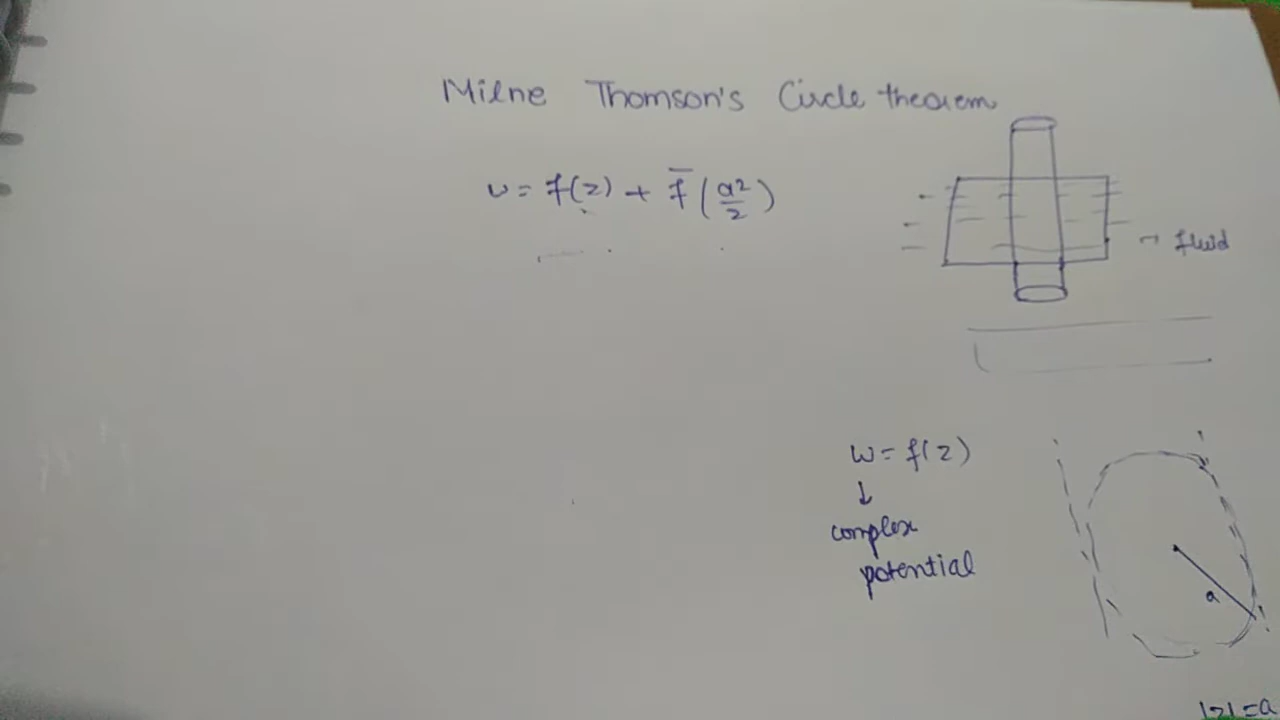 Milne Thomson's Circle theorem
w = f(z) + f̅(a²/z)
→ fluid
w = f(z)
↓
complex
potential
a
|z| = a